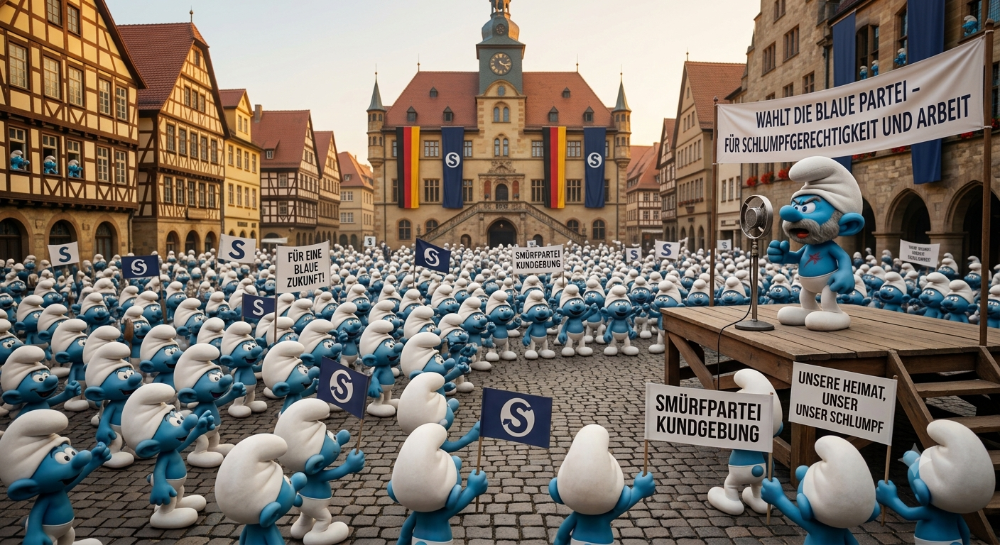 WAHLT DIE BLAUE PARTEI –
FÜR SCHLUMPFGERECHTIGKEIT UND ARBEIT
S
S
S
S
S
S
S
FÜR EINE
BLAUE
ZUKUNFT!
S
SMÜRFPARTEI
KUNDGEBUNG
S
S
S
S
S
SMÜRFPARTEI
KUNDGEBUNG
UNSERE HEIMAT,
UNSER
UNSER SCHLUMPF